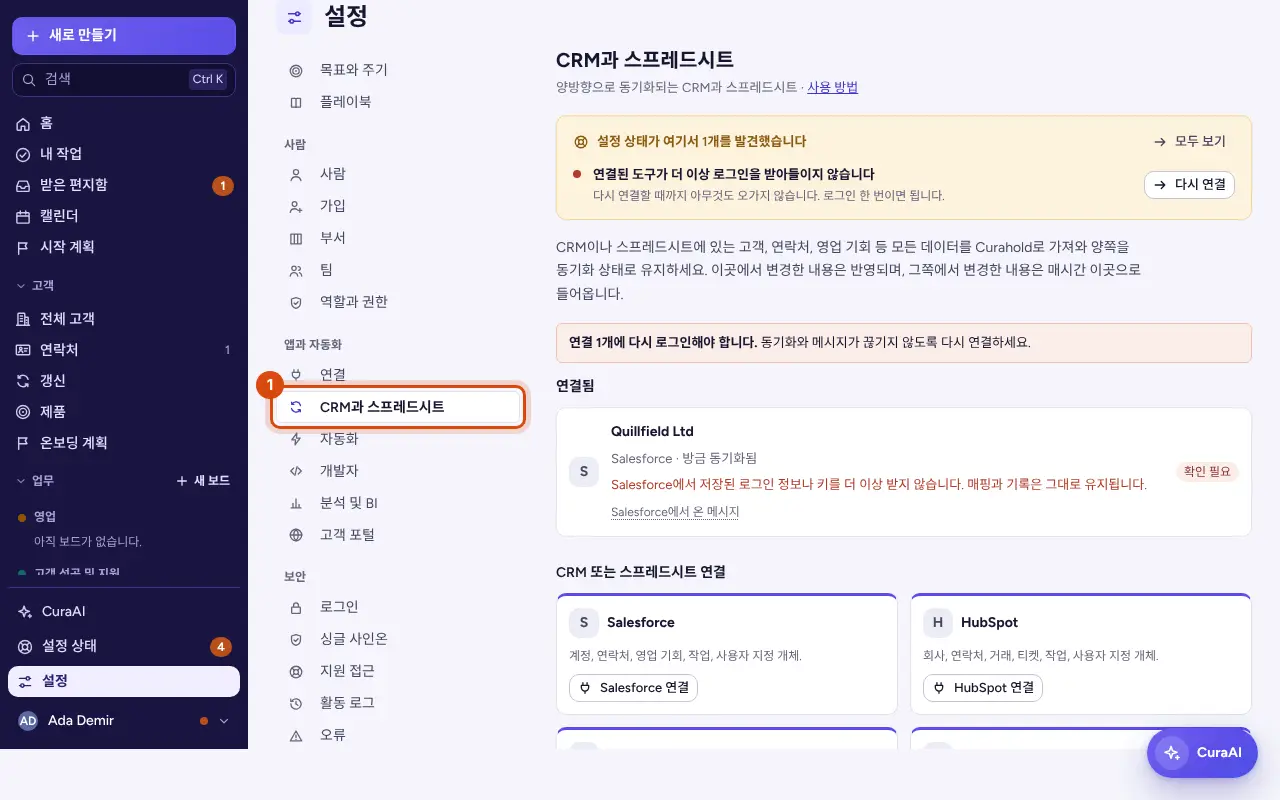 새로 만들기
검색
Ctrl K
홈
내 작업
받은 편지함
1
캘린더
시작 계획
고객
전체 고객
연락처
1
갱신
제품
온보딩 계획
업무
새 보드
영업
아직 보드가 없습니다.
고객 성공 및 지원
CuraAI
설정 상태
4
설정
AD
Ada Demir
설정
목표와 주기
플레이북
사람
사람
가입
부서
팀
역할과 권한
앱과 자동화
연결
1
CRM과 스프레드시트
자동화
개발자
분석 및 BI
고객 포털
보안
로그인
싱글 사인온
지원 접근
활동 로그
오류
CRM과 스프레드시트
양방향으로 동기화되는 CRM과 스프레드시트 · 사용 방법
설정 상태가 여기서 1개를 발견했습니다
모두 보기
연결된 도구가 더 이상 로그인을 받아들이지 않습니다
다시 연결할 때까지 아무것도 오가지 않습니다. 로그인 한 번이면 됩니다.
다시 연결
CRM이나 스프레드시트에 있는 고객, 연락처, 영업 기회 등 모든 데이터를 Curahold로 가져와 양쪽을
동기화 상태로 유지하세요. 이곳에서 변경한 내용은 반영되며, 그쪽에서 변경한 내용은 매시간 이곳으로
들어옵니다.
연결 1개에 다시 로그인해야 합니다. 동기화와 메시지가 끊기지 않도록 다시 연결하세요.
연결됨
S
Quillfield Ltd
Salesforce · 방금 동기화됨
Salesforce에서 저장된 로그인 정보나 키를 더 이상 받지 않습니다. 매핑과 기록은 그대로 유지됩니다.
Salesforce에서 온 메시지
확인 필요
CRM 또는 스프레드시트 연결
S
Salesforce
계정, 연락처, 영업 기회, 작업, 사용자 지정 개체.
Salesforce 연결
H
HubSpot
회사, 연락처, 거래, 티켓, 작업, 사용자 지정 개체.
HubSpot 연결
CuraAI